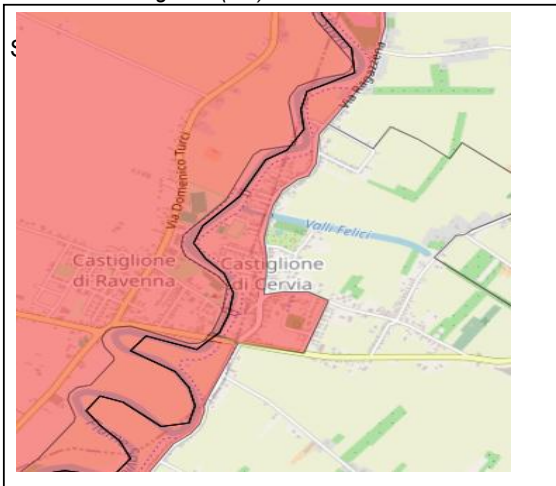 Via Ragazzena
Via Domenico Turci
Valli Felici
Castiglione
di Ravenna
Castiglione
di Cervia